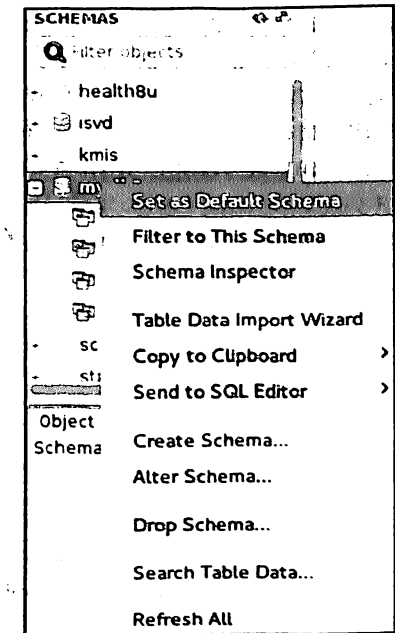 SCHEMAS
Filter objects
health8u
isvd
kmis
Set as Default Schema
Filter to This Schema
Schema Inspector
Table Data Import Wizard
Copy to Clipboard
Send to SQL Editor
Create Schema...
Alter Schema...
Drop Schema...
Search Table Data...
Refresh All
sc
Object
Schema